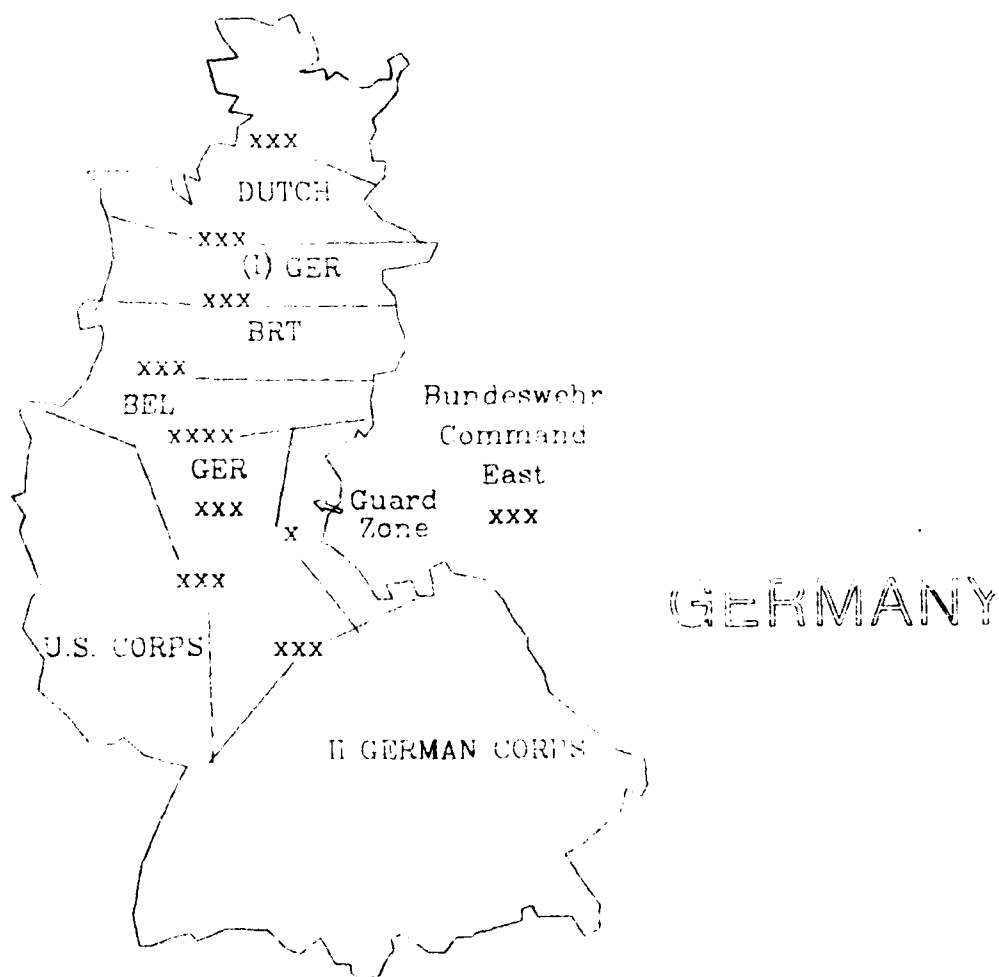 xxx
DUTCH
xxx
(I) GER
xxx
BRT
xxx
BEL
xxxx
GER
xxx
x
Guard
Zone
Bundeswehr
Command
East
xxx
xxx
U.S. CORPS
xxx
II GERMAN CORPS
GERMANY